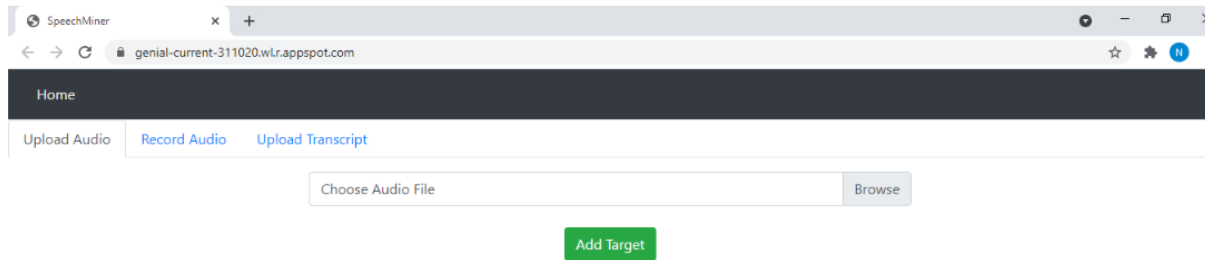 SpeechMiner
genial-current-311020.wl.r.appspot.com
N
Home
Upload Audio Record Audio Upload Transcript
Choose Audio File Browse
Add Target